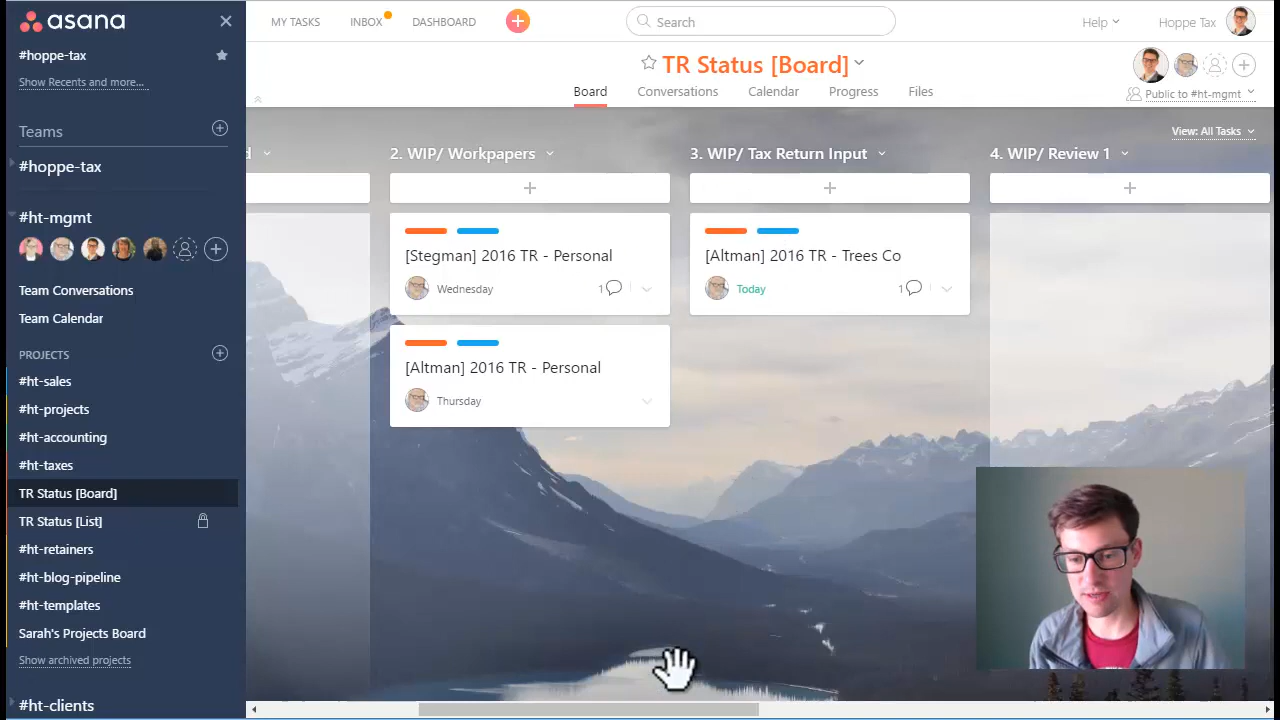 asana
#hoppe-tax
Show Recents and more...
Teams
#hoppe-tax
#ht-mgmt
Team Conversations
Team Calendar
PROJECTS
#ht-sales
#ht-projects
#ht-accounting
#ht-taxes
TR Status [Board]
TR Status [List]
#ht-retainers
#ht-blog-pipeline
#ht-templates
Sarah's Projects Board
Show archived projects
#ht-clients
MY TASKS INBOX DASHBOARD Search Help Hoppe Tax
TR Status [Board]
Board Conversations Calendar Progress Files
Public to #ht-mgmt
View: All Tasks
d
2. WIP/ Workpapers
[Stegman] 2016 TR - Personal
Wednesday 1
[Altman] 2016 TR - Personal
Thursday
3. WIP/ Tax Return Input
[Altman] 2016 TR - Trees Co
Today 1
4. WIP/ Review 1